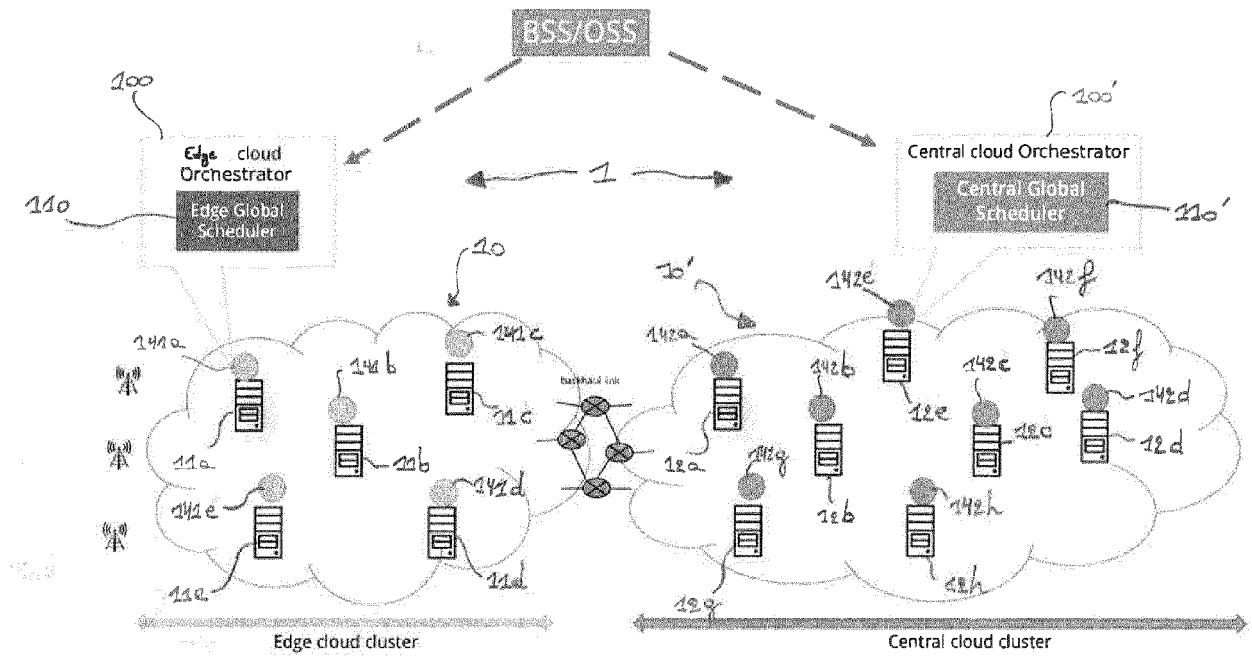 BSS/OSS
100
100'
Edge cloud
Orchestrator
Central cloud Orchestrator
1
Edge Global
Scheduler
Central Global
Scheduler
110
110'
10
10'
142e
142f
141a
141b
141c
142a
142b
142c
12f
142d
backhaul link
11a
11b
11c
12a
12b
12e
12c
12d
142g
141e
141d
142h
11e
11d
12g
12h
Edge cloud cluster
Central cloud cluster